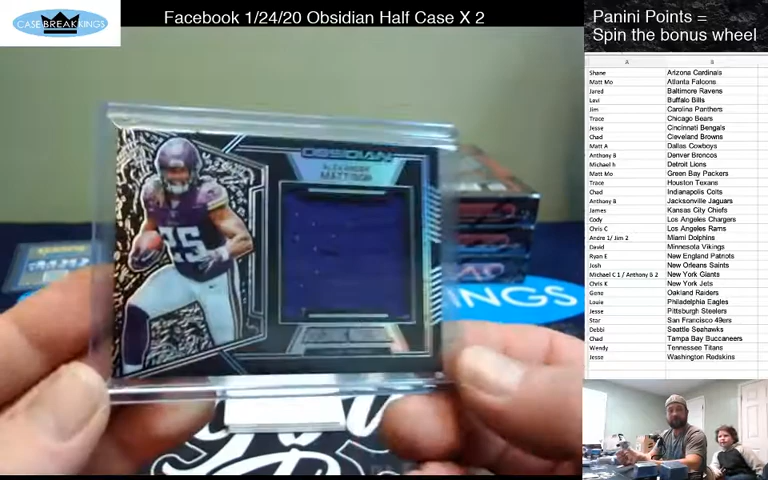 Facebook 1/24/20 Obsidian Half Case X 2
Panini Points =
Spin the bonus wheel
CASE BREAK KINGS
A B
Shane Arizona Cardinals
Matt Mo Atlanta Falcons
Jared Baltimore Ravens
Levi Buffalo Bills
Jim Carolina Panthers
Trace Chicago Bears
Jesse Cincinnati Bengals
Chad Cleveland Browns
Matt A Dallas Cowboys
Anthony B Denver Broncos
Michael h Detroit Lions
Matt Mo Green Bay Packers
Trace Houston Texans
Chad Indianapolis Colts
Anthony B Jacksonville Jaguars
James Kansas City Chiefs
Cody Los Angeles Chargers
Chris C Los Angeles Rams
Andre 1/ Jim 2 Miami Dolphins
David Minnesota Vikings
Ryan E New England Patriots
Josh New Orleans Saints
Michael C 1 / Anthony B 2 New York Giants
Chris K New York Jets
Gene Oakland Raiders
Louie Philadelphia Eagles
Jesse Pittsburgh Steelers
Star San Francisco 49ers
Debbi Seattle Seahawks
Chad Tampa Bay Buccaneers
Wendy Tennessee Titans
Jesse Washington Redskins
OBSIDIAN
ALEXANDER
MATTISON
25
INGS